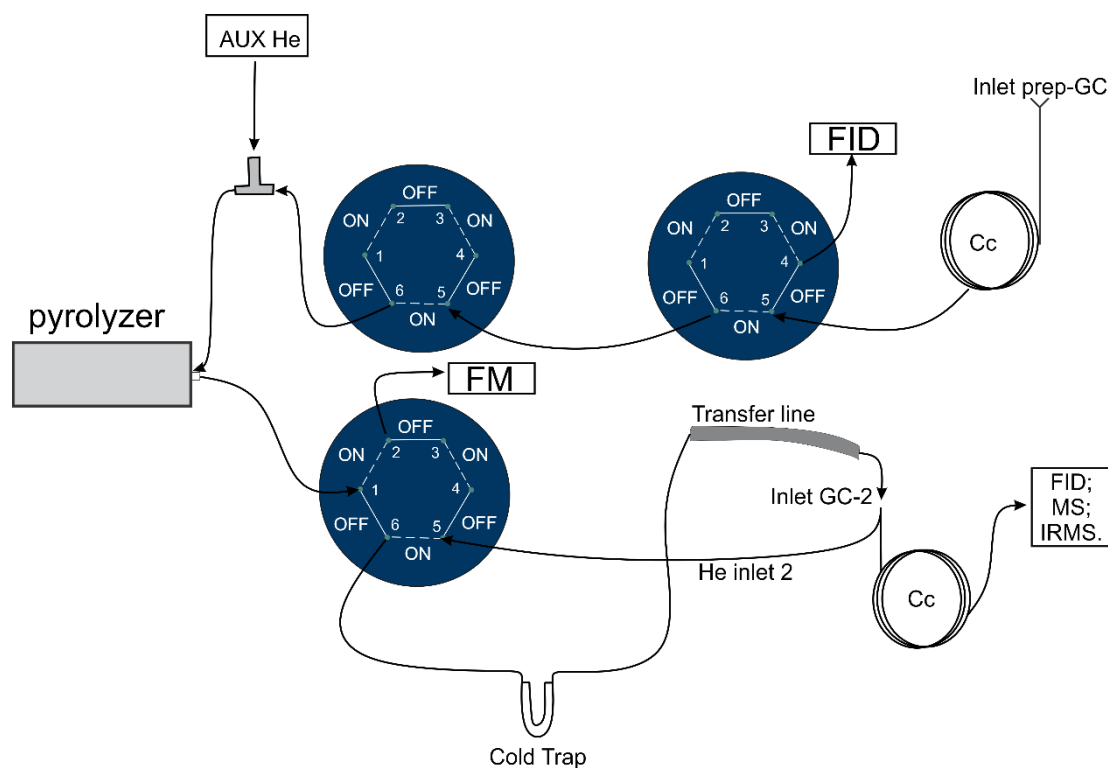 AUX He
Inlet prep-GC
FID
OFF
ON
2
3
ON
1
4
OFF
6
5
OFF
ON
OFF
ON
2
3
ON
1
4
OFF
6
5
OFF
ON
Cc
pyrolyzer
FM
OFF
ON
2
3
ON
1
4
OFF
6
5
OFF
ON
Transfer line
Inlet GC-2
He inlet 2
FID;
MS;
IRMS.
Cc
Cold Trap